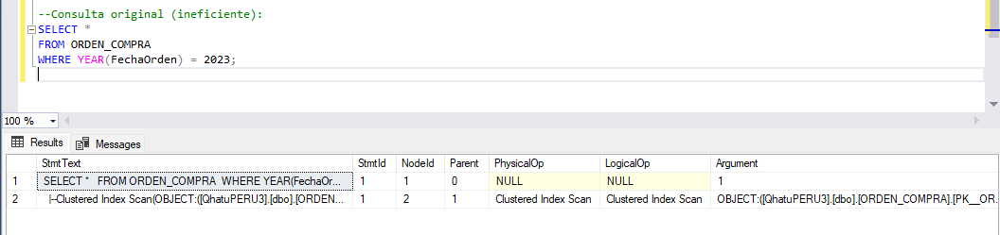 --Consulta original (ineficiente):
SELECT *
FROM ORDEN_COMPRA
WHERE YEAR(FechaOrden) = 2023;
100 %
Results Messages
StmtText StmtId NodeId Parent PhysicalOp LogicalOp Argument
1 SELECT * FROM ORDEN_COMPRA WHERE YEAR(FechaOr... 1 1 0 NULL NULL 1
2 |--Clustered Index Scan(OBJECT:([QhatuPERU3].[dbo].[ORDEN... 1 2 1 Clustered Index Scan Clustered Index Scan OBJECT:([QhatuPERU3].[dbo].[ORDEN_COMPRA].[PK__OR...